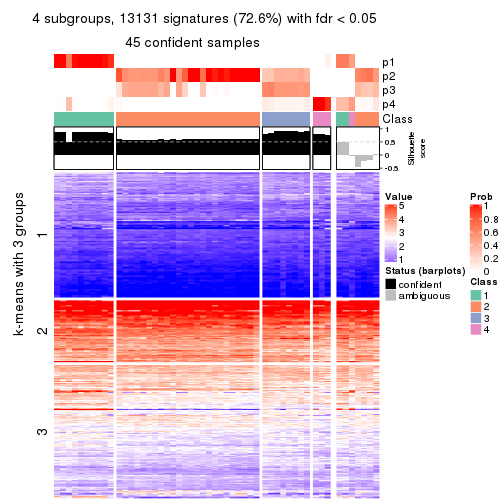 4 subgroups, 13131 signatures (72.6%) with fdr < 0.05
45 confident samples
p1
p2
p3
p4
Class
1
0.5
0
-0.5
Silhouette
score
k-means with 3 groups
1
2
3
Value
5
4
3
2
1
Prob
1
0.8
0.6
0.4
0.2
0
Status (barplots)
confident
ambiguous
Class
1
2
3
4